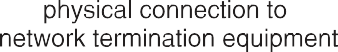 physical connection to
network termination equipment